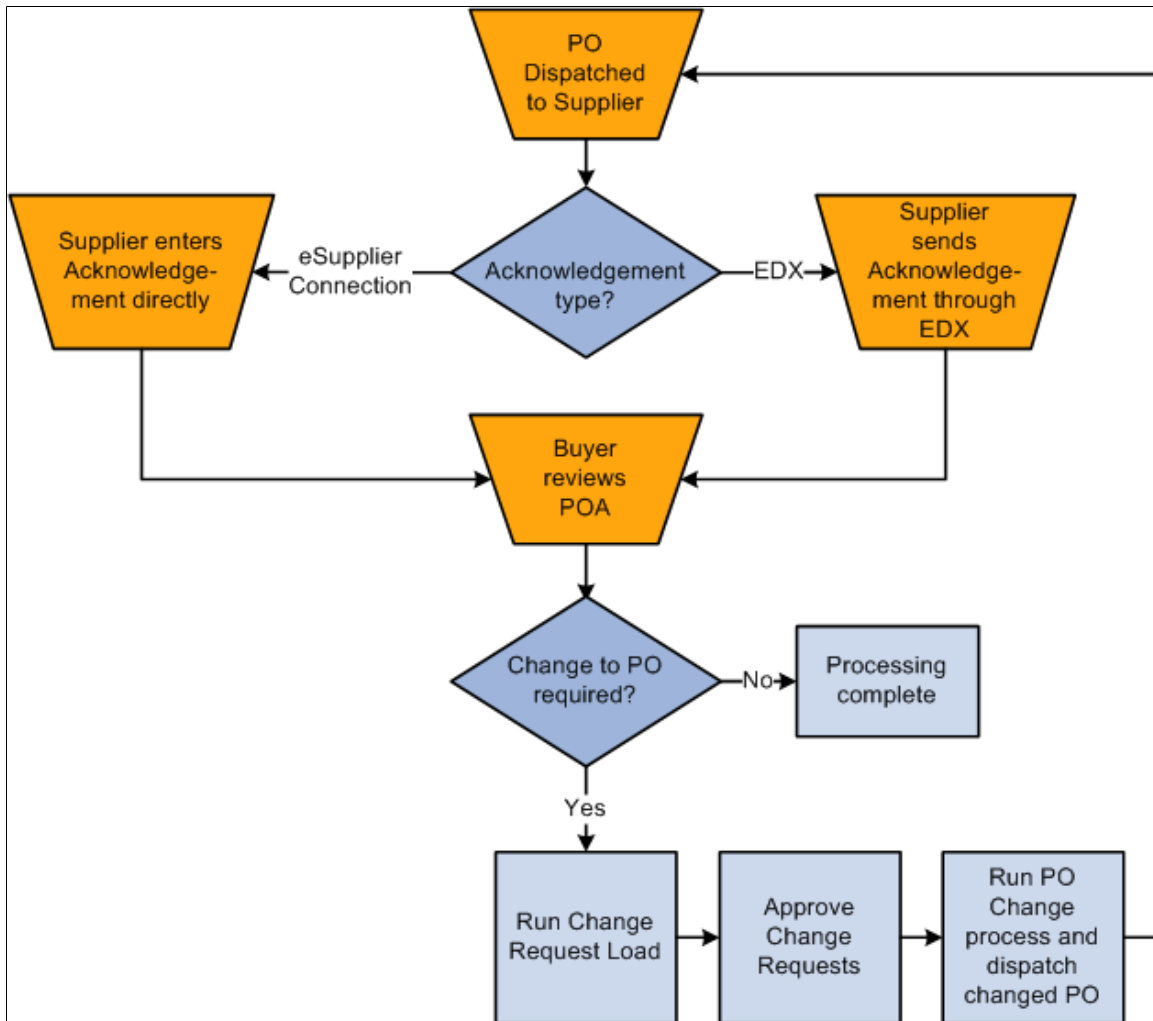 PO
Dispatched
to Supplier
Supplier enters
Acknowledge-
ment directly
eSupplier
Connection
Acknowledgement
type?
EDX
Supplier
sends
Acknowledge-
ment through
EDX
Buyer
reviews
POA
Change to PO
required?
No
Processing
complete
Yes
Run Change
Request Load
Approve
Change
Requests
Run PO
Change
process and
dispatch
changed PO